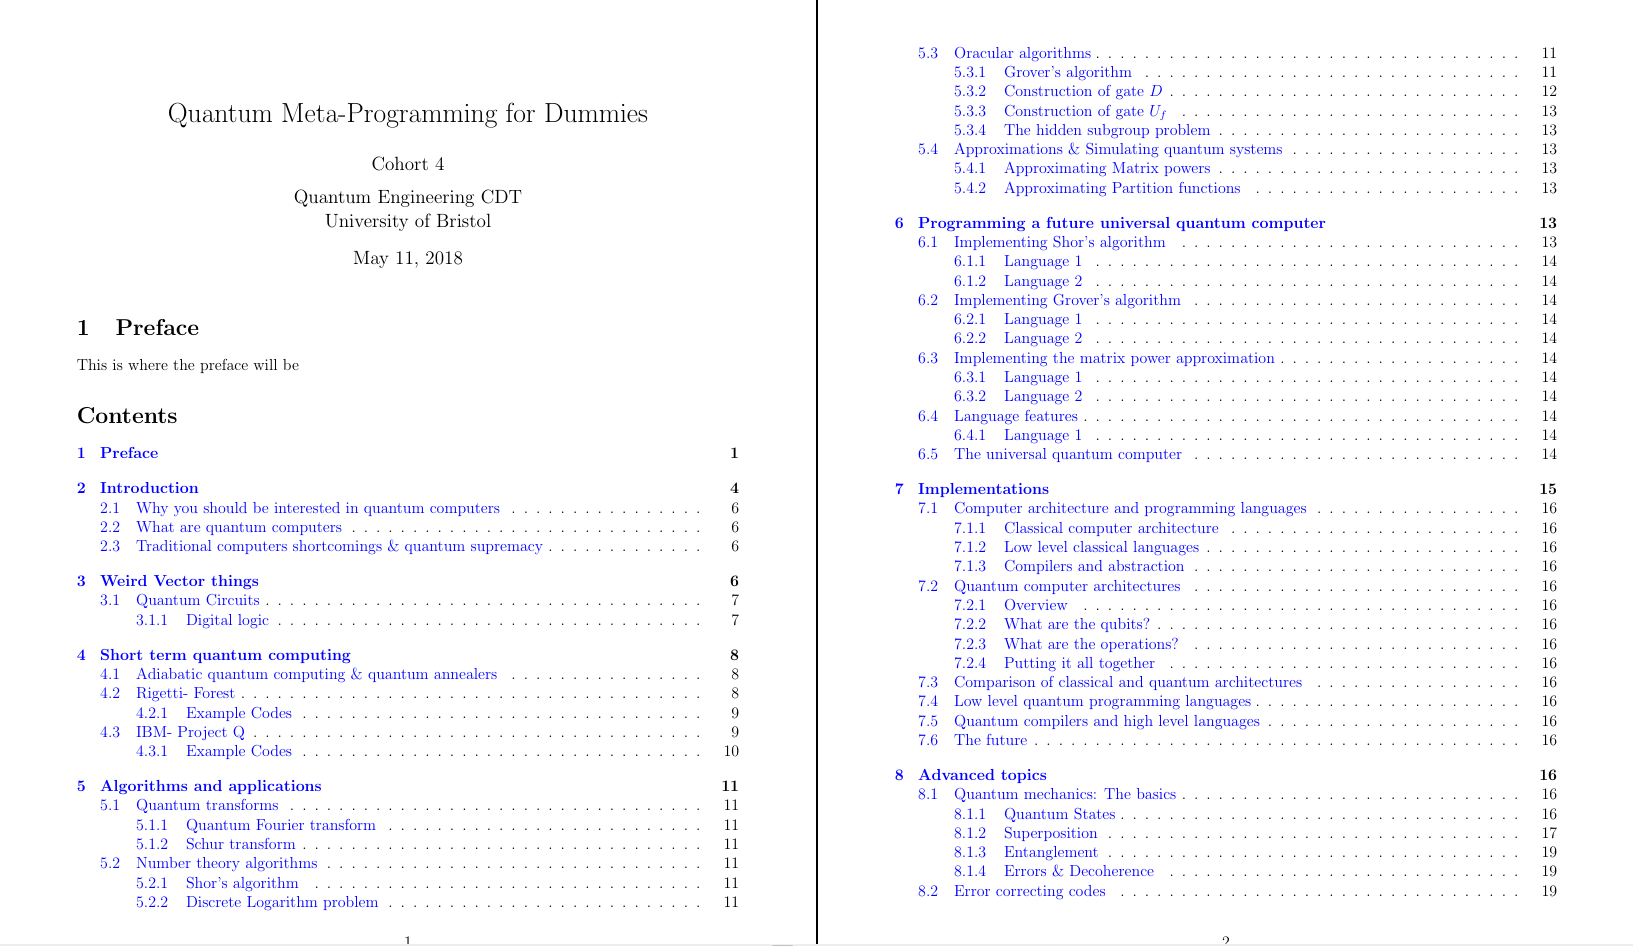 Quantum Meta-Programming for Dummies
Cohort 4
Quantum Engineering CDT
University of Bristol
May 11, 2018
1 Preface
This is where the preface will be
Contents
1 Preface 1
2 Introduction 4
2.1 Why you should be interested in quantum computers . . . . . . . . . . . . . . . . 6
2.2 What are quantum computers . . . . . . . . . . . . . . . . . . . . . . . . . . . . . 6
2.3 Traditional computers shortcomings & quantum supremacy . . . . . . . . . . . . . 6
3 Weird Vector things 6
3.1 Quantum Circuits . . . . . . . . . . . . . . . . . . . . . . . . . . . . . . . . . . . . 7
3.1.1 Digital logic . . . . . . . . . . . . . . . . . . . . . . . . . . . . . . . . . . . 7
4 Short term quantum computing 8
4.1 Adiabatic quantum computing & quantum annealers . . . . . . . . . . . . . . . . 8
4.2 Rigetti- Forest . . . . . . . . . . . . . . . . . . . . . . . . . . . . . . . . . . . . . . 8
4.2.1 Example Codes . . . . . . . . . . . . . . . . . . . . . . . . . . . . . . . . . 9
4.3 IBM- Project Q . . . . . . . . . . . . . . . . . . . . . . . . . . . . . . . . . . . . . 9
4.3.1 Example Codes . . . . . . . . . . . . . . . . . . . . . . . . . . . . . . . . . 10
5 Algorithms and applications 11
5.1 Quantum transforms . . . . . . . . . . . . . . . . . . . . . . . . . . . . . . . . . . 11
5.1.1 Quantum Fourier transform . . . . . . . . . . . . . . . . . . . . . . . . . . 11
5.1.2 Schur transform . . . . . . . . . . . . . . . . . . . . . . . . . . . . . . . . . 11
5.2 Number theory algorithms . . . . . . . . . . . . . . . . . . . . . . . . . . . . . . . 11
5.2.1 Shor's algorithm . . . . . . . . . . . . . . . . . . . . . . . . . . . . . . . . 11
5.2.2 Discrete Logarithm problem . . . . . . . . . . . . . . . . . . . . . . . . . . 11
1
5.3 Oracular algorithms . . . . . . . . . . . . . . . . . . . . . . . . . . . . . . . . . . . 11
5.3.1 Grover's algorithm . . . . . . . . . . . . . . . . . . . . . . . . . . . . . . . 11
5.3.2 Construction of gate D . . . . . . . . . . . . . . . . . . . . . . . . . . . . . 12
5.3.3 Construction of gate U_f . . . . . . . . . . . . . . . . . . . . . . . . . . . . 13
5.3.4 The hidden subgroup problem . . . . . . . . . . . . . . . . . . . . . . . . . 13
5.4 Approximations & Simulating quantum systems . . . . . . . . . . . . . . . . . . . 13
5.4.1 Approximating Matrix powers . . . . . . . . . . . . . . . . . . . . . . . . . 13
5.4.2 Approximating Partition functions . . . . . . . . . . . . . . . . . . . . . . 13
6 Programming a future universal quantum computer 13
6.1 Implementing Shor's algorithm . . . . . . . . . . . . . . . . . . . . . . . . . . . . 13
6.1.1 Language 1 . . . . . . . . . . . . . . . . . . . . . . . . . . . . . . . . . . . 14
6.1.2 Language 2 . . . . . . . . . . . . . . . . . . . . . . . . . . . . . . . . . . . 14
6.2 Implementing Grover's algorithm . . . . . . . . . . . . . . . . . . . . . . . . . . . 14
6.2.1 Language 1 . . . . . . . . . . . . . . . . . . . . . . . . . . . . . . . . . . . 14
6.2.2 Language 2 . . . . . . . . . . . . . . . . . . . . . . . . . . . . . . . . . . . 14
6.3 Implementing the matrix power approximation . . . . . . . . . . . . . . . . . . . . 14
6.3.1 Language 1 . . . . . . . . . . . . . . . . . . . . . . . . . . . . . . . . . . . 14
6.3.2 Language 2 . . . . . . . . . . . . . . . . . . . . . . . . . . . . . . . . . . . 14
6.4 Language features . . . . . . . . . . . . . . . . . . . . . . . . . . . . . . . . . . . . 14
6.4.1 Language 1 . . . . . . . . . . . . . . . . . . . . . . . . . . . . . . . . . . . 14
6.5 The universal quantum computer . . . . . . . . . . . . . . . . . . . . . . . . . . . 14
7 Implementations 15
7.1 Computer architecture and programming languages . . . . . . . . . . . . . . . . . 16
7.1.1 Classical computer architecture . . . . . . . . . . . . . . . . . . . . . . . . 16
7.1.2 Low level classical languages . . . . . . . . . . . . . . . . . . . . . . . . . . 16
7.1.3 Compilers and abstraction . . . . . . . . . . . . . . . . . . . . . . . . . . . 16
7.2 Quantum computer architectures . . . . . . . . . . . . . . . . . . . . . . . . . . . 16
7.2.1 Overview . . . . . . . . . . . . . . . . . . . . . . . . . . . . . . . . . . . . 16
7.2.2 What are the qubits? . . . . . . . . . . . . . . . . . . . . . . . . . . . . . . 16
7.2.3 What are the operations? . . . . . . . . . . . . . . . . . . . . . . . . . . . 16
7.2.4 Putting it all together . . . . . . . . . . . . . . . . . . . . . . . . . . . . . 16
7.3 Comparison of classical and quantum architectures . . . . . . . . . . . . . . . . . 16
7.4 Low level quantum programming languages . . . . . . . . . . . . . . . . . . . . . . 16
7.5 Quantum compilers and high level languages . . . . . . . . . . . . . . . . . . . . . 16
7.6 The future . . . . . . . . . . . . . . . . . . . . . . . . . . . . . . . . . . . . . . . . 16
8 Advanced topics 16
8.1 Quantum mechanics: The basics . . . . . . . . . . . . . . . . . . . . . . . . . . . . 16
8.1.1 Quantum States . . . . . . . . . . . . . . . . . . . . . . . . . . . . . . . . . 16
8.1.2 Superposition . . . . . . . . . . . . . . . . . . . . . . . . . . . . . . . . . . 17
8.1.3 Entanglement . . . . . . . . . . . . . . . . . . . . . . . . . . . . . . . . . . 19
8.1.4 Errors & Decoherence . . . . . . . . . . . . . . . . . . . . . . . . . . . . . 19
8.2 Error correcting codes . . . . . . . . . . . . . . . . . . . . . . . . . . . . . . . . . 19
2